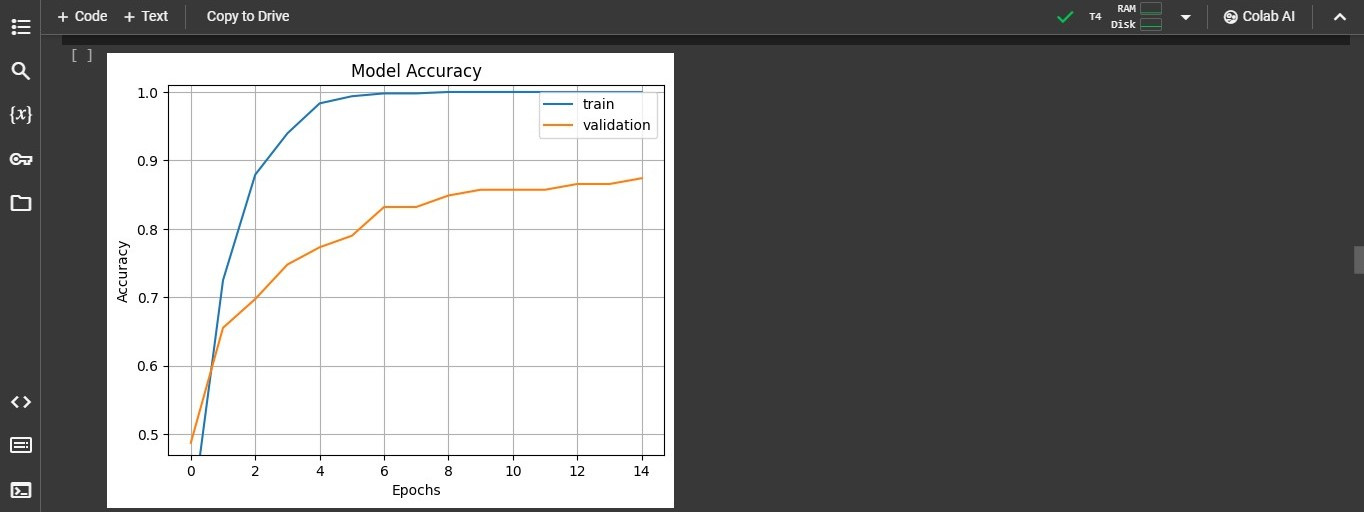 + Code + Text Copy to Drive
T4 RAM Disk Colab AI
{x}
[ ]
Model Accuracy
train
validation
1.0
0.9
0.8
0.7
0.6
0.5
Accuracy
0 2 4 6 8 10 12 14
Epochs